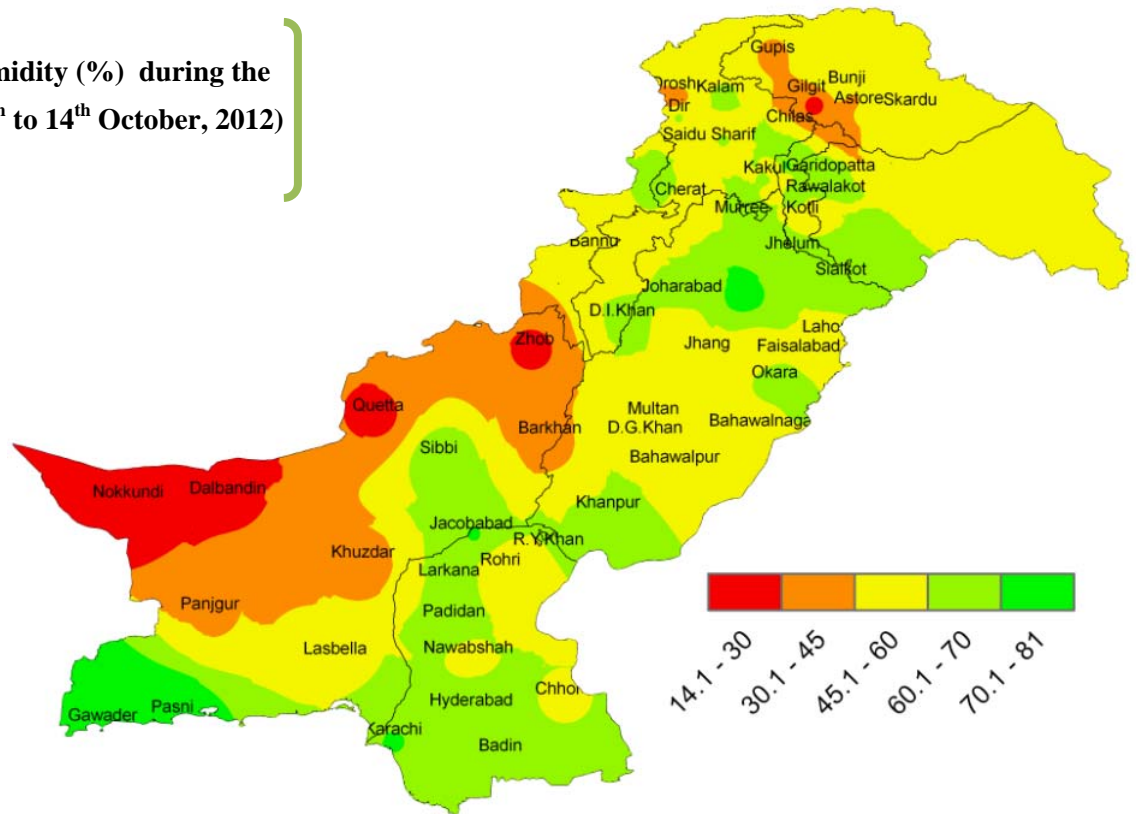 midity (%) during the
to 14th October, 2012)
Gupis
Bunji
Gilgit
Drosh Kalam
Astore Skardu
Dir
Chilas
Saidu Sharif
Kakul Garidopatta
Cherat
Rawalakot
Murree Kotli
Bannu
Jhelum
Sialkot
Joharabad
D.I.Khan
Laho
Zhob
Jhang
Faisalabad
Okara
Quetta
Multan
Barkhan
D.G.Khan
Bahawalnaga
Sibbi
Bahawalpur
Nokkundi
Dalbandin
Khanpur
Jacobabad
R.Y.Khan
Khuzdar
Rohri
Larkana
Panjgur
Padidan
Lasbella
Nawabshah
Chhor
Hyderabad
Pasni
Gawader
Karachi
Badin
14.1 - 30
30.1 - 45
45.1 - 60
60.1 - 70
70.1 - 81